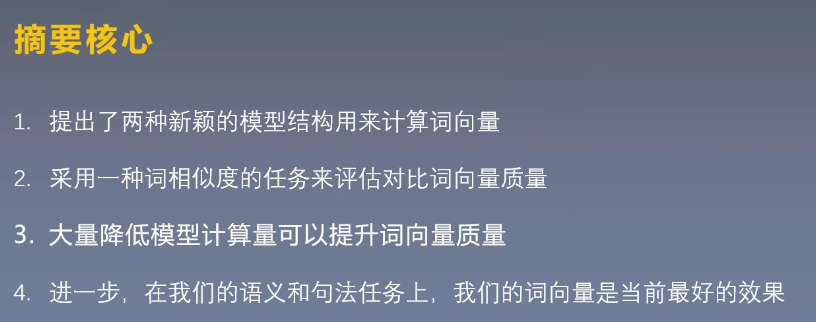 摘要核心
1. 提出了两种新颖的模型结构用来计算词向量
2. 采用一种词相似度的任务来评估对比词向量质量
3. 大量降低模型计算量可以提升词向量质量
4. 进一步，在我们的语义和句法任务上，我们的词向量是当前最好的效果